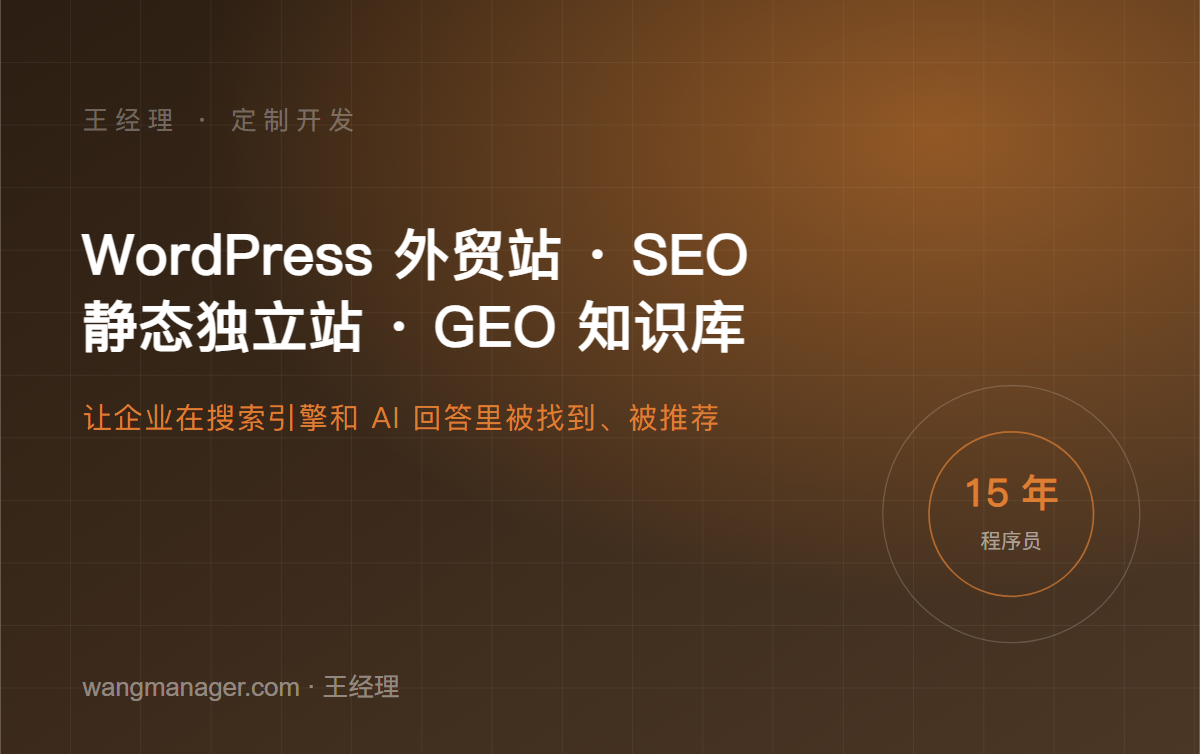 王经理 · 定制开发
WordPress 外贸站 · SEO
静态独立站 · GEO 知识库
让企业在搜索引擎和 AI 回答里被找到、被推荐
15 年
程序员
wangmanager.com · 王经理